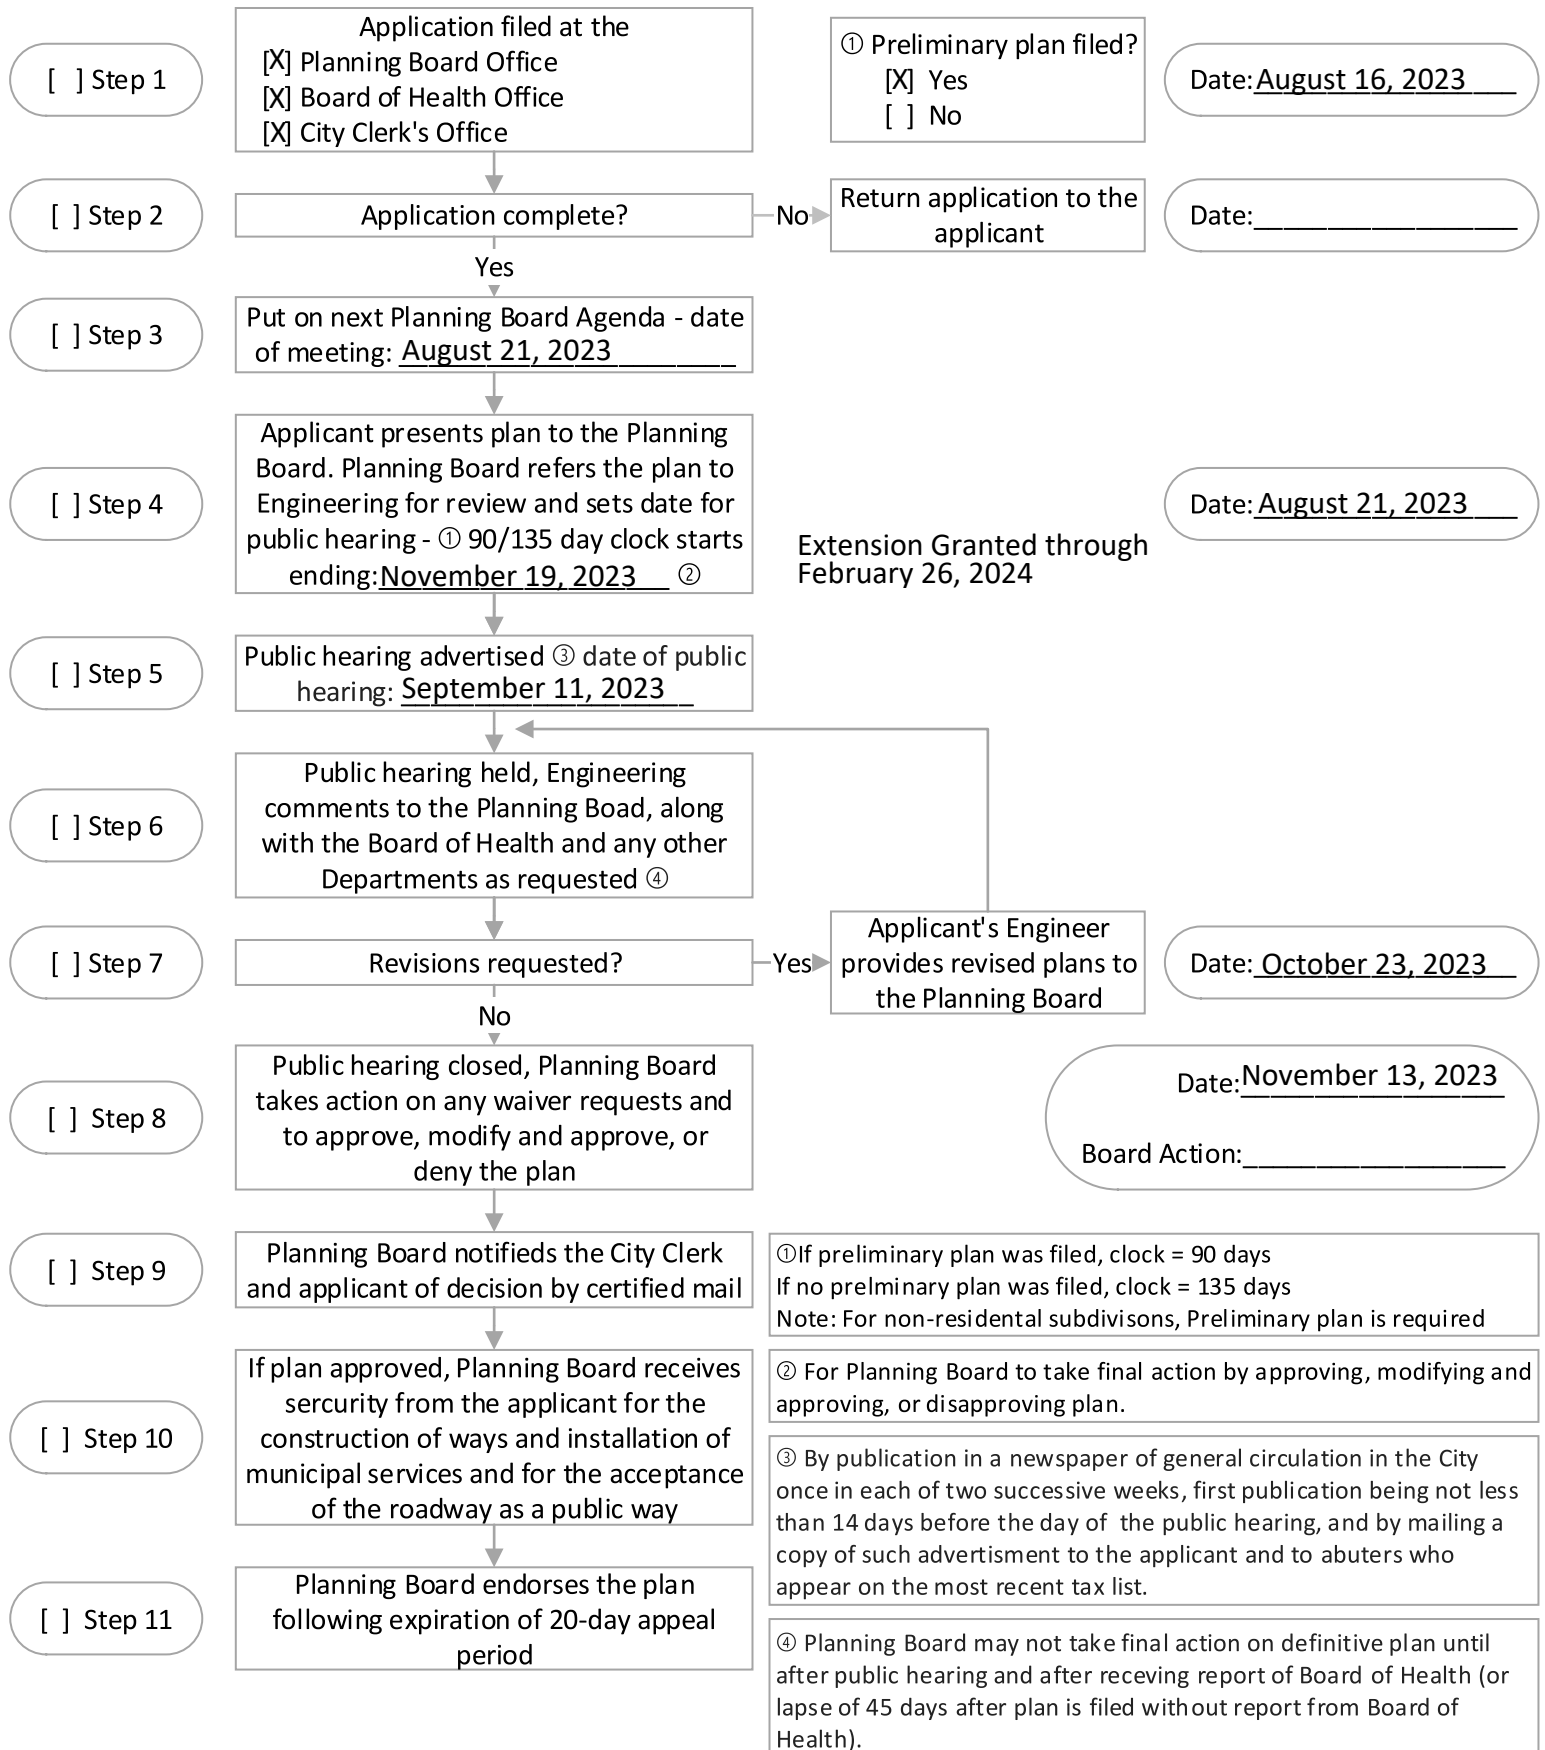 [ ] Step 1
Application filed at the
[X] Planning Board Office
[X] Board of Health Office
[X] City Clerk's Office
① Preliminary plan filed?
[X] Yes
[ ] No
Date: August 16, 2023
[ ] Step 2
Application complete?
No
Return application to the
applicant
Date:____________________
Yes
[ ] Step 3
Put on next Planning Board Agenda - date
of meeting: August 21, 2023
[ ] Step 4
Applicant presents plan to the Planning
Board. Planning Board refers the plan to
Engineering for review and sets date for
public hearing - ① 90/135 day clock starts
ending: November 19, 2023 ②
Extension Granted through
February 26, 2024
Date: August 21, 2023
[ ] Step 5
Public hearing advertised ③ date of public
hearing: September 11, 2023
[ ] Step 6
Public hearing held, Engineering
comments to the Planning Boad, along
with the Board of Health and any other
Departments as requested ④
[ ] Step 7
Revisions requested?
Yes
Applicant's Engineer
provides revised plans to
the Planning Board
Date: October 23, 2023
No
[ ] Step 8
Public hearing closed, Planning Board
takes action on any waiver requests and
to approve, modify and approve, or
deny the plan
Date: November 13, 2023
Board Action:____________________
[ ] Step 9
Planning Board notifieds the City Clerk
and applicant of decision by certified mail
①If preliminary plan was filed, clock = 90 days
If no prelminary plan was filed, clock = 135 days
Note: For non-residental subdivisons, Preliminary plan is required
[ ] Step 10
If plan approved, Planning Board receives
sercurity from the applicant for the
construction of ways and installation of
municipal services and for the acceptance
of the roadway as a public way
② For Planning Board to take final action by approving, modifying and
approving, or disapproving plan.
③ By publication in a newspaper of general circulation in the City
once in each of two successive weeks, first publication being not less
than 14 days before the day of the public hearing, and by mailing a
copy of such advertisment to the applicant and to abuters who
appear on the most recent tax list.
[ ] Step 11
Planning Board endorses the plan
following expiration of 20-day appeal
period
④ Planning Board may not take final action on definitive plan until
after public hearing and after receving report of Board of Health (or
lapse of 45 days after plan is filed without report from Board of
Health).